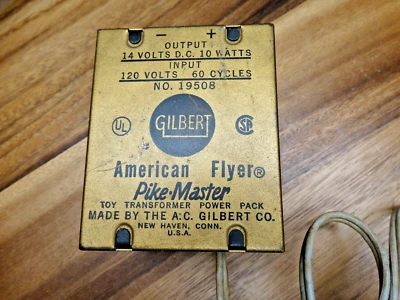 − +
OUTPUT
14 VOLTS D.C. 10 WATTS
INPUT
120 VOLTS 60 CYCLES
NO. 19508
UL GILBERT SA
American Flyer®
Pike-Master
TOY TRANSFORMER POWER PACK
MADE BY THE A.C. GILBERT CO.
NEW HAVEN, CONN.
U.S.A.